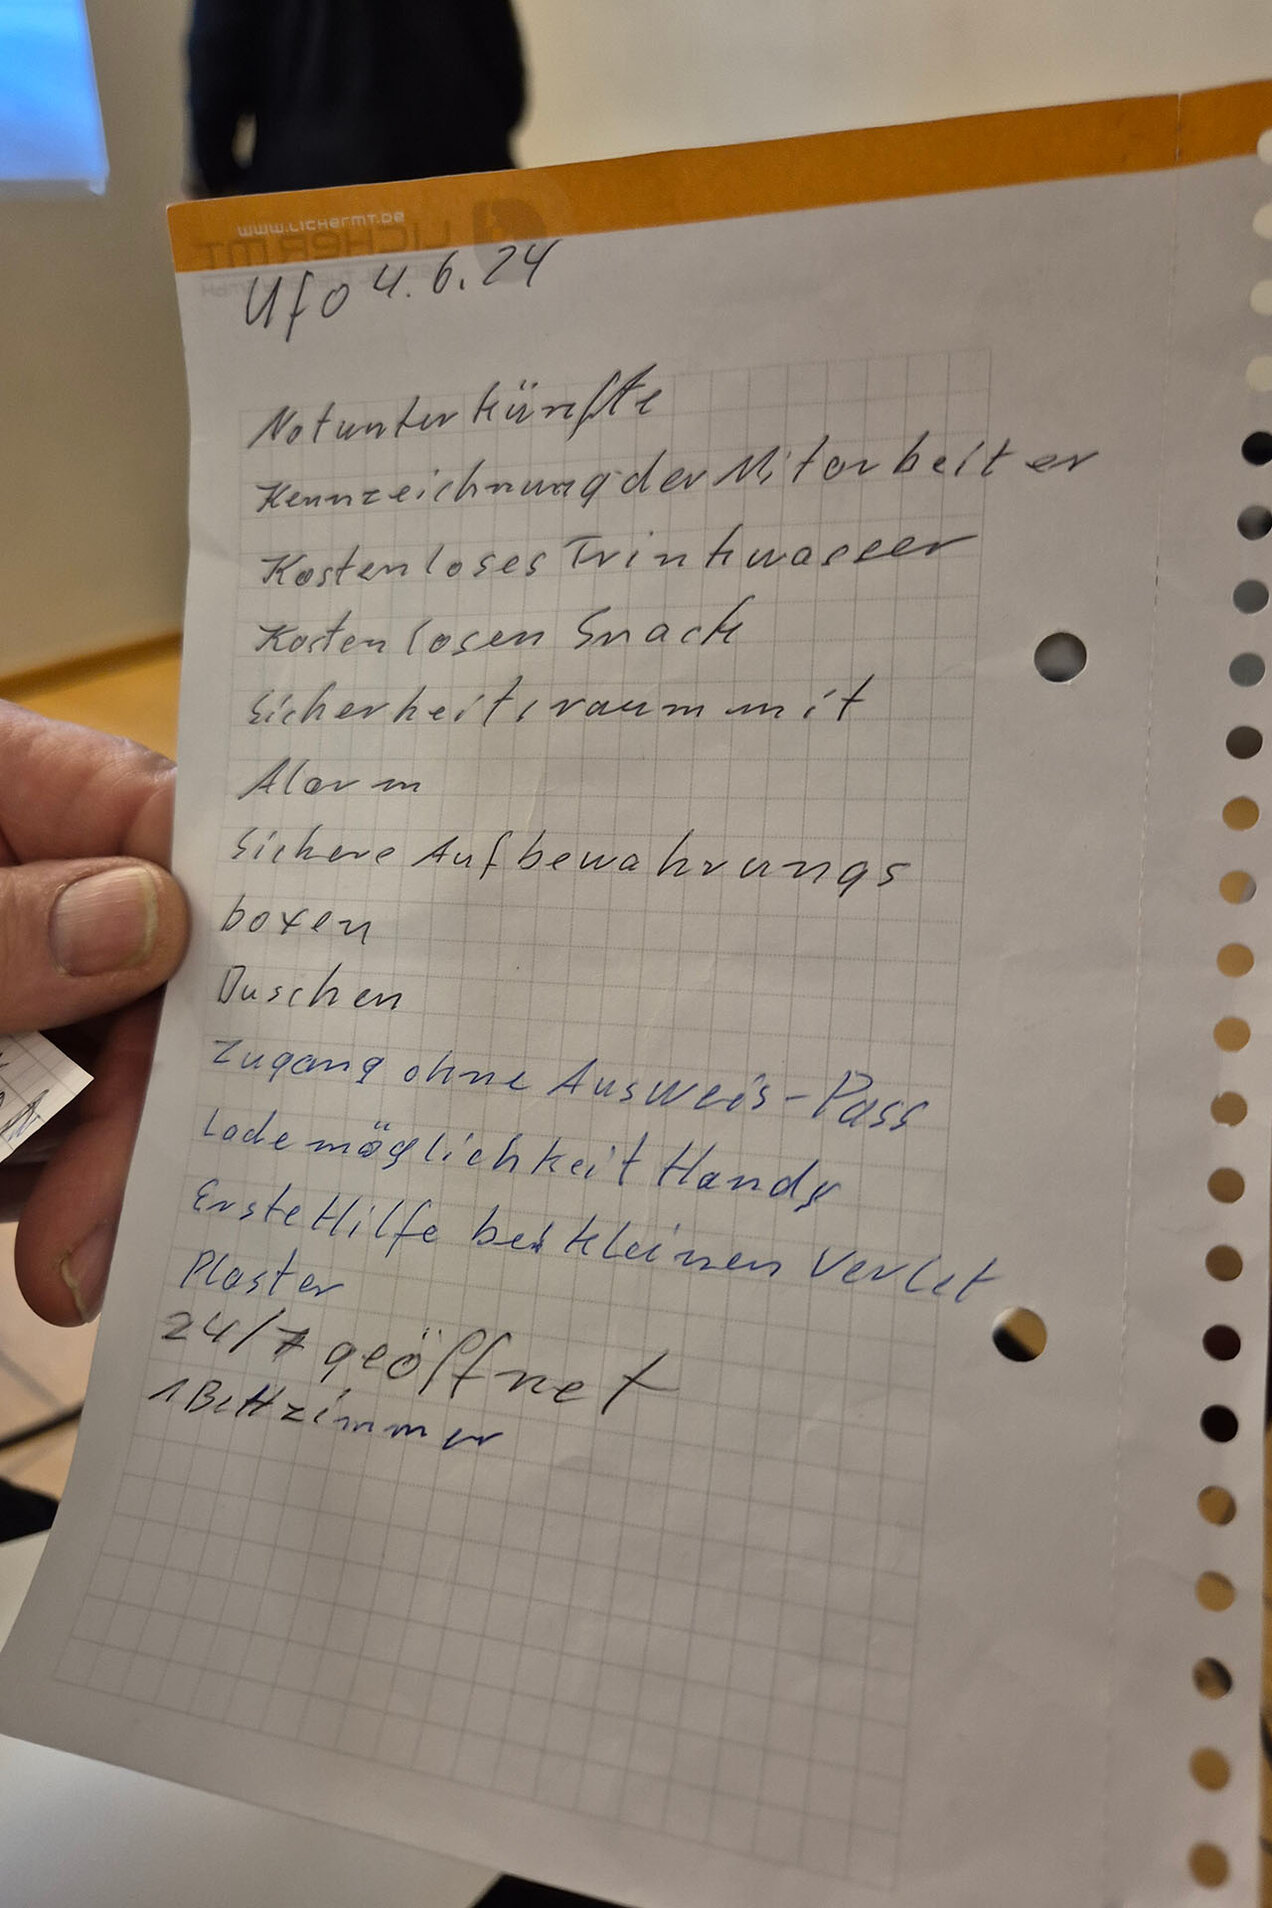 www.LICHERMT.DE
LICHER MT
Ufo 4.6.24
Notunterkünfte
Kennzeichnung der Mitarbeiter
Kostenloses Trinkwasser
Kostenlosen Snack
Sicherheitsraum mit
Alarm
Sichere Aufbewahrungs
boxen
Duschen
Zugang ohne Ausweis-Pass
Lademöglichkeit Handy
Erste Hilfe bei kleinen Verlet
Plaster
24/7 geöffnet
1 Bettzimmer